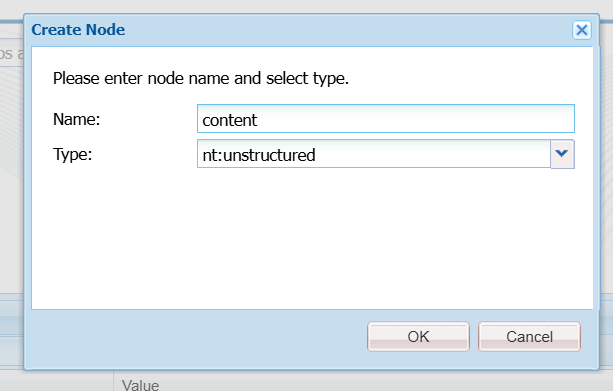 Create Node
Please enter node name and select type.
Name: content
Type: nt:unstructured
OK Cancel
Value